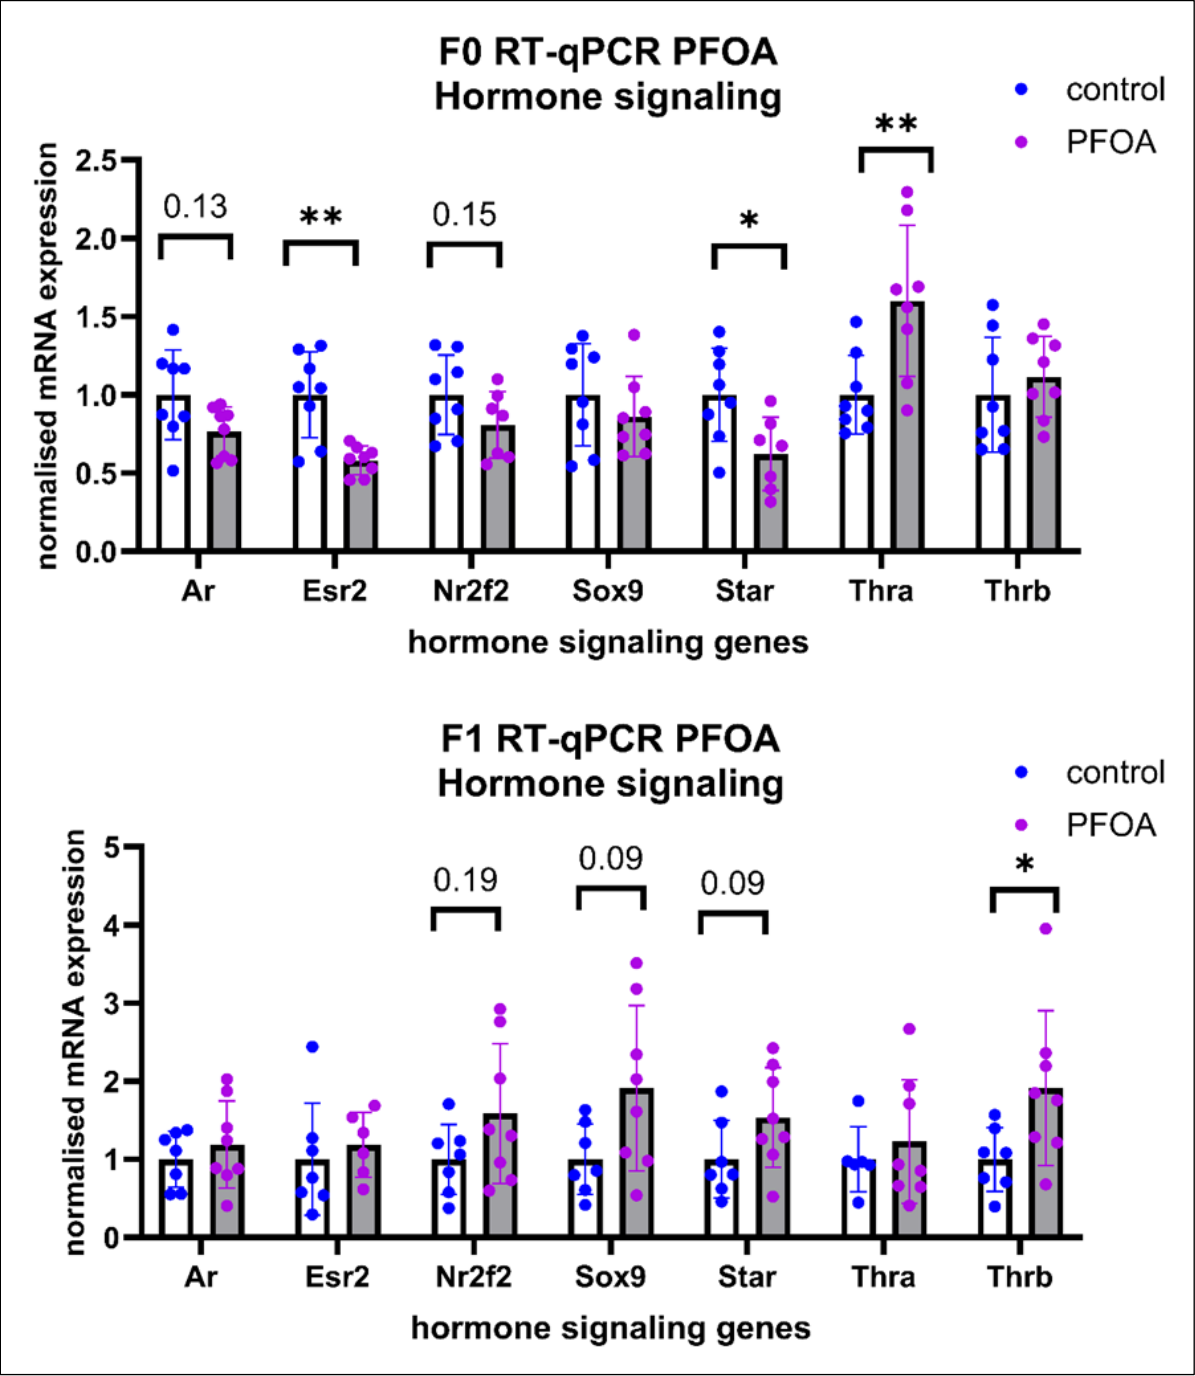 F0 RT-qPCR PFOA
Hormone signaling
control
PFOA
normalised mRNA expression
2.5
2.0
1.5
1.0
0.5
0.0
0.13
**
0.15
*
**
Ar Esr2 Nr2f2 Sox9 Star Thra Thrb
hormone signaling genes
F1 RT-qPCR PFOA
Hormone signaling
control
PFOA
normalised mRNA expression
5
4
3
2
1
0
0.19
0.09
0.09
*
Ar Esr2 Nr2f2 Sox9 Star Thra Thrb
hormone signaling genes